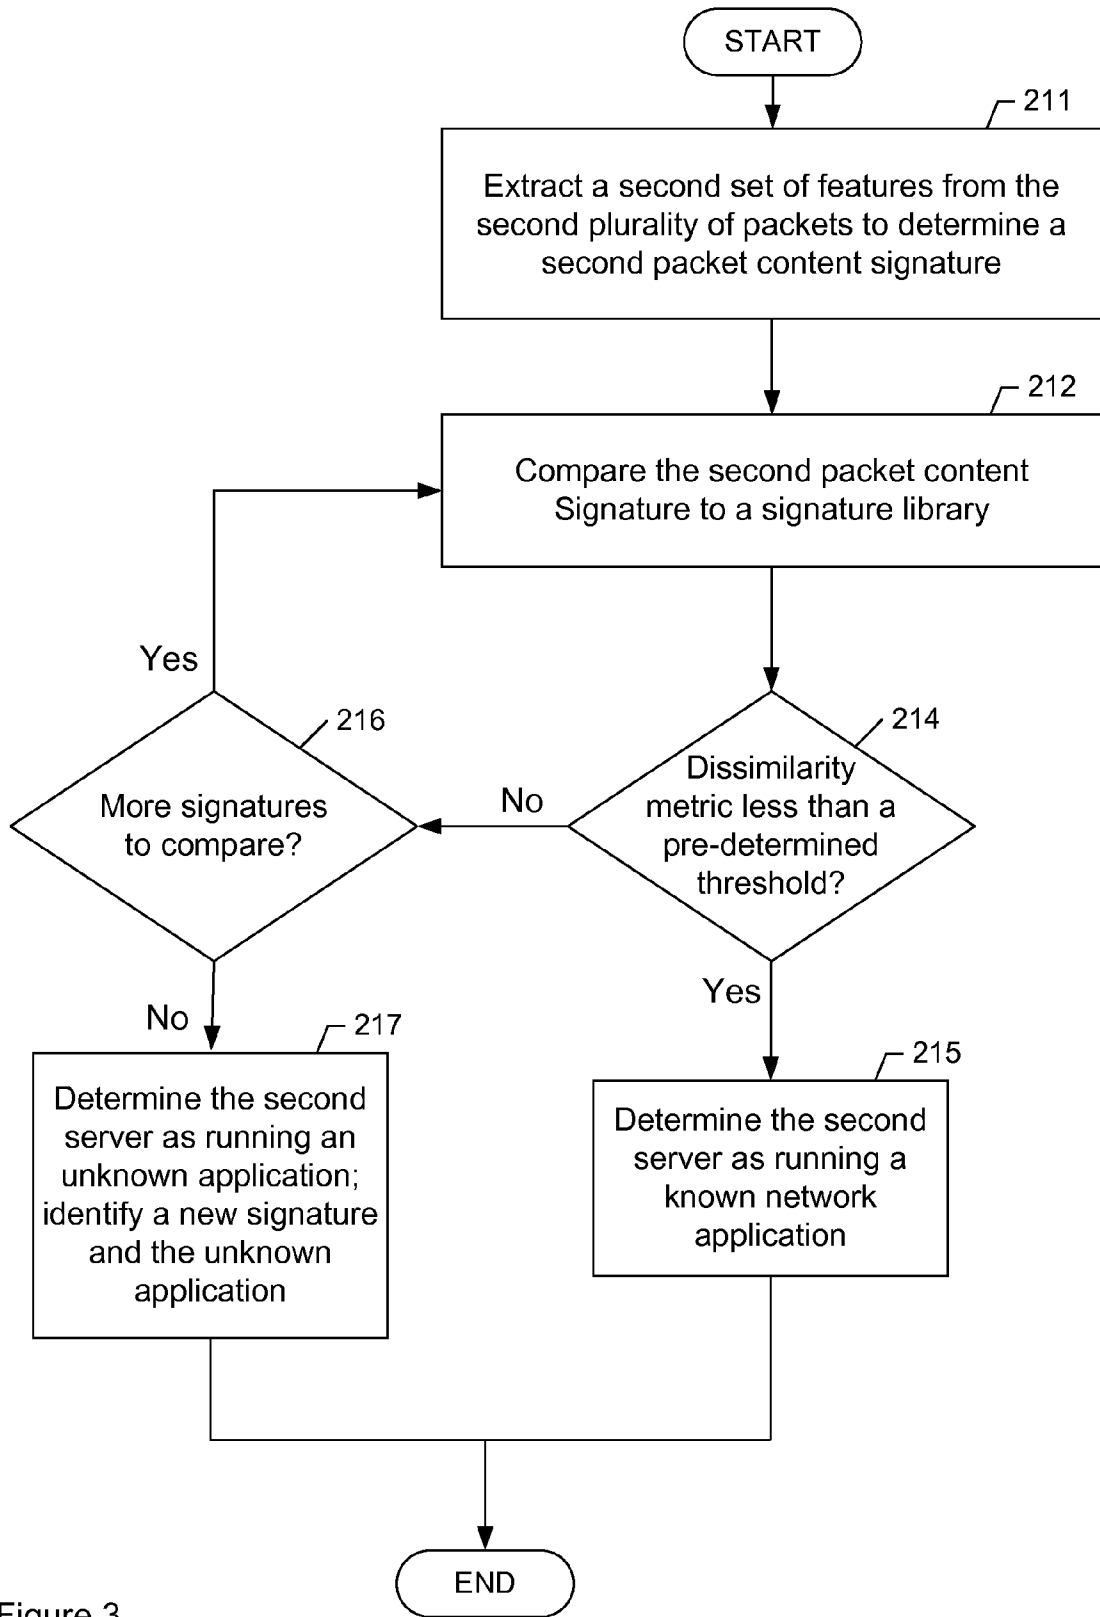 START
211
Extract a second set of features from the
second plurality of packets to determine a
second packet content signature
212
Compare the second packet content
Signature to a signature library
Yes
216
More signatures
to compare?
No
214
Dissimilarity
metric less than a
pre-determined
threshold?
Yes
No
217
Determine the second
server as running an
unknown application;
identify a new signature
and the unknown
application
215
Determine the second
server as running a
known network
application
END
Figure 3